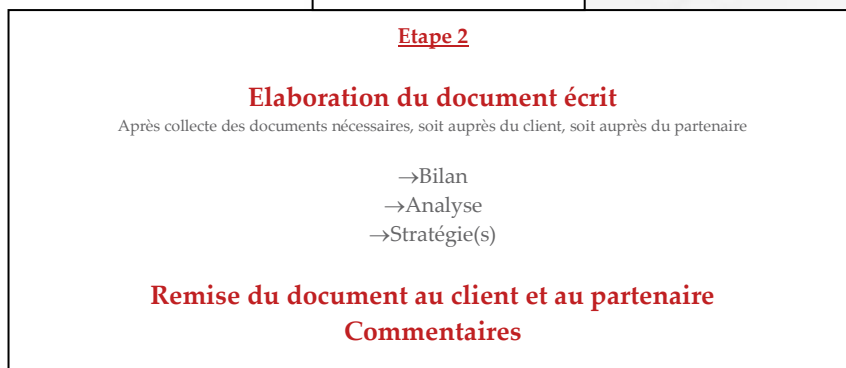 Etape 2
Elaboration du document écrit
Après collecte des documents nécessaires, soit auprès du client, soit auprès du partenaire
→Bilan
→Analyse
→Stratégie(s)
Remise du document au client et au partenaire
Commentaires